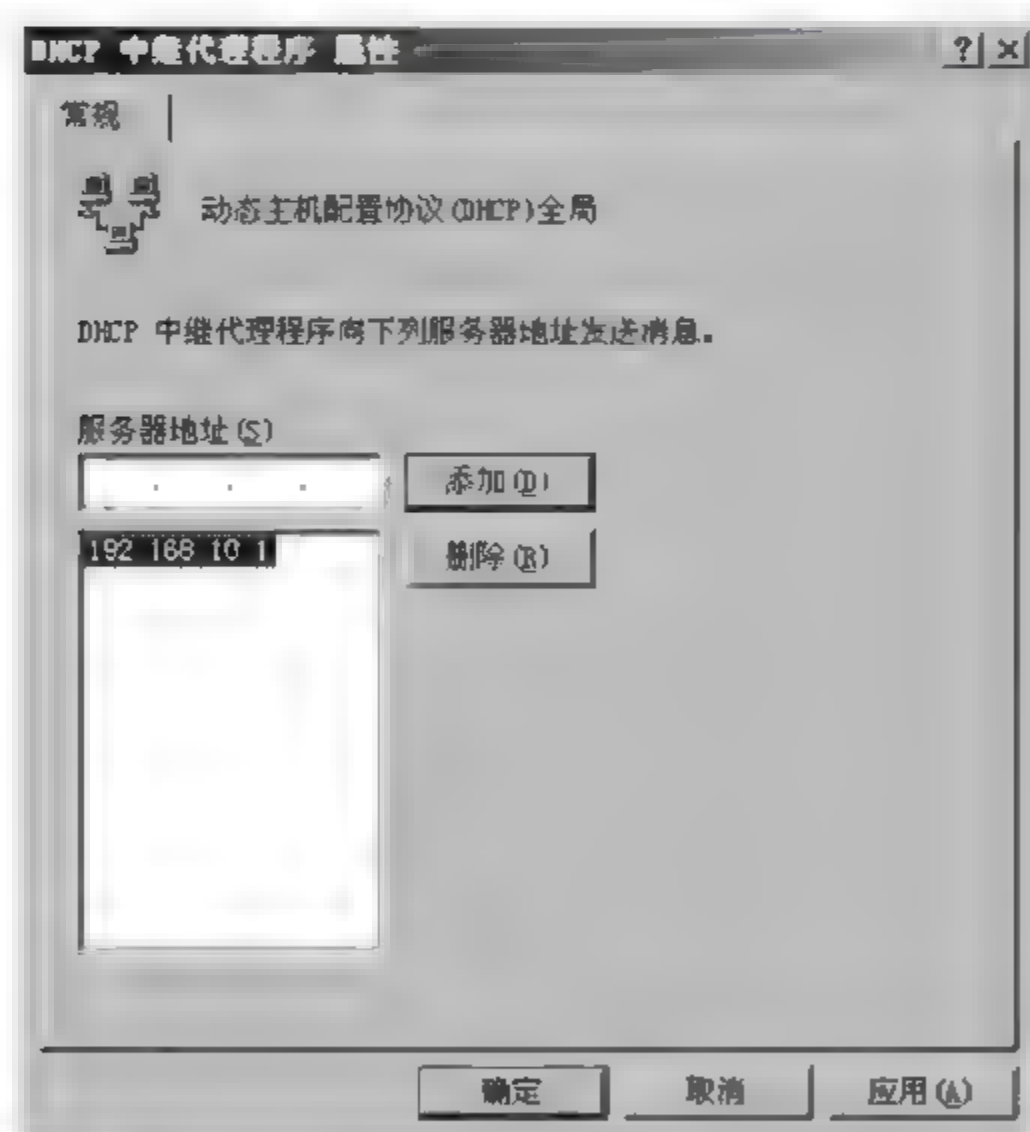 DHCP 中继代理程序 属性
常规
动态主机配置协议(DHCP)全局
DHCP 中继代理程序向下列服务器地址发送消息。
服务器地址(S)
添加(D)
192 168 10 1
删除(R)
确定
取消
应用(A)